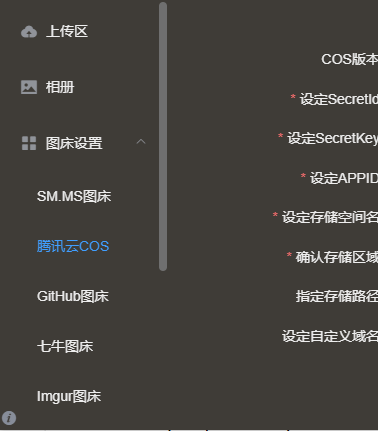 上传区
相册
图床设置
SM.MS图床
腾讯云COS
GitHub图床
七牛图床
Imgur图床
COS版本
* 设定SecretId
* 设定SecretKey
* 设定APPID
* 设定存储空间名
* 确认存储区域
指定存储路径
设定自定义域名